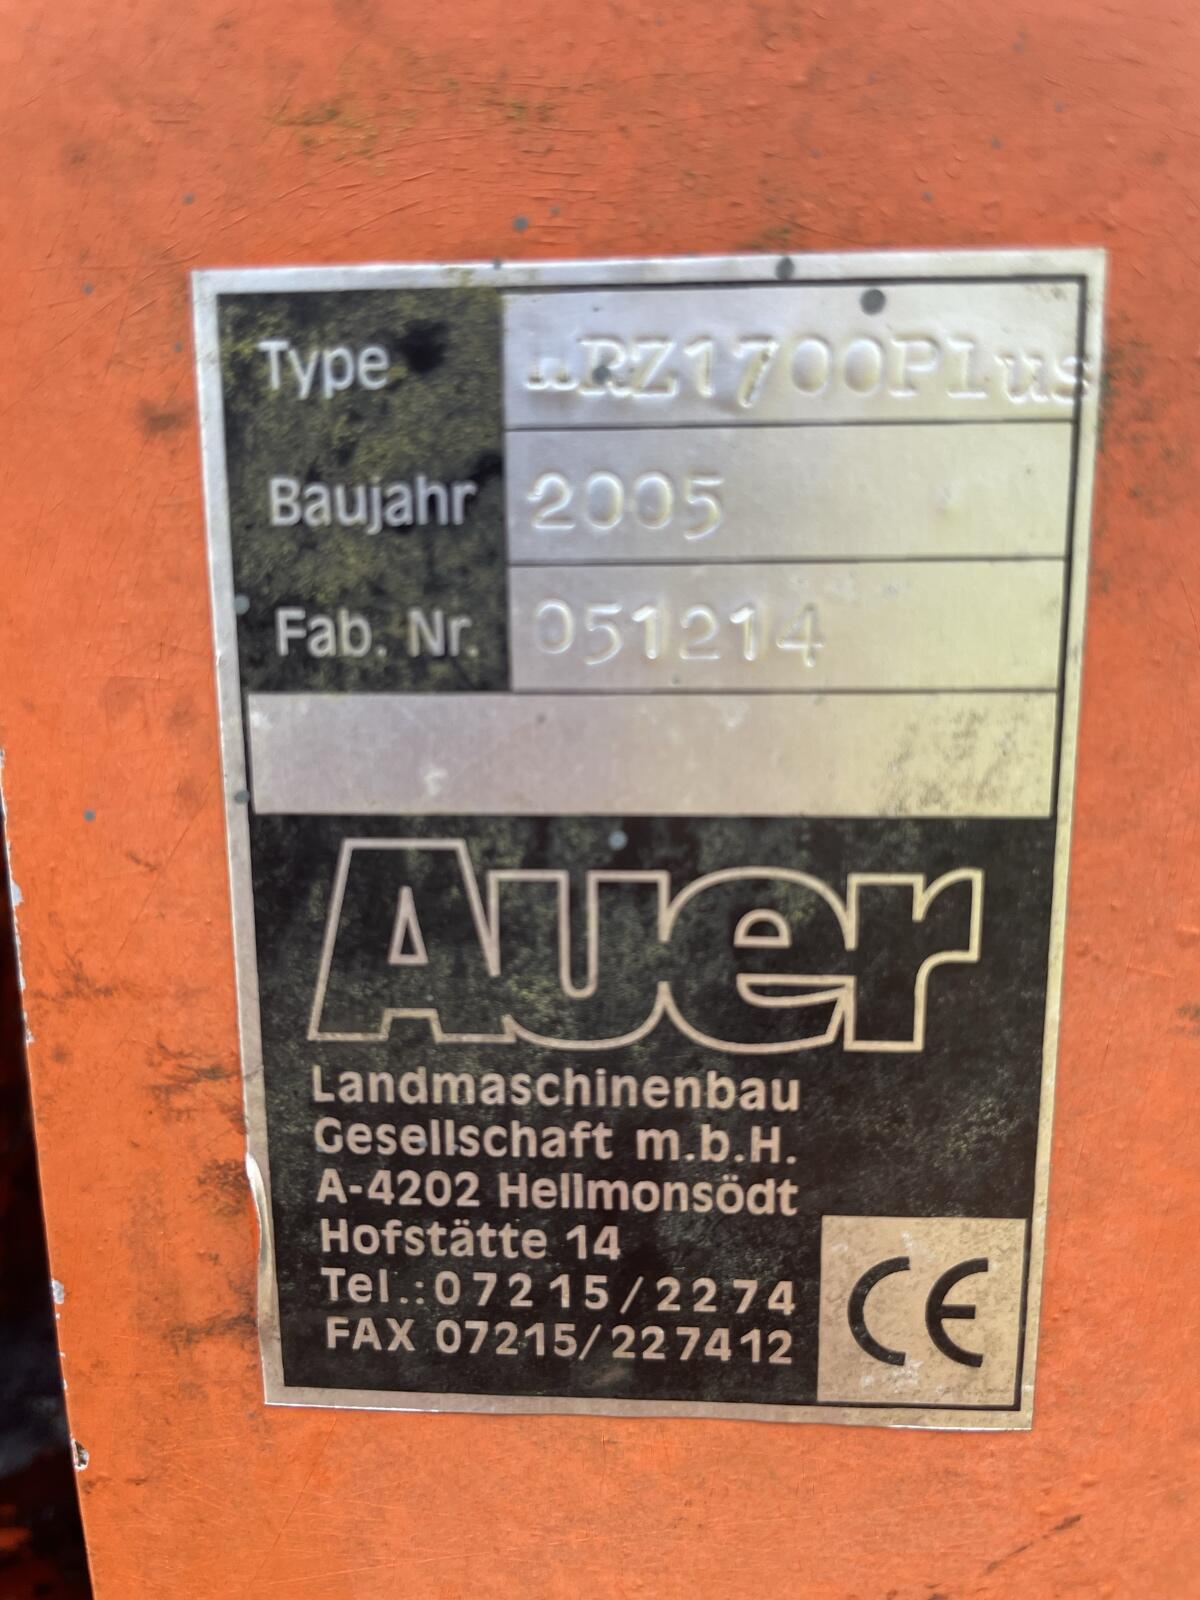 Type RZ1700PLus
Baujahr 2005
Fab. Nr. 051214
Auer
Landmaschinenbau
Gesellschaft m.b.H.
A-4202 Hellmonsödt
Hofstätte 14
Tel.:07215/2274
FAX 07215/227412
CE